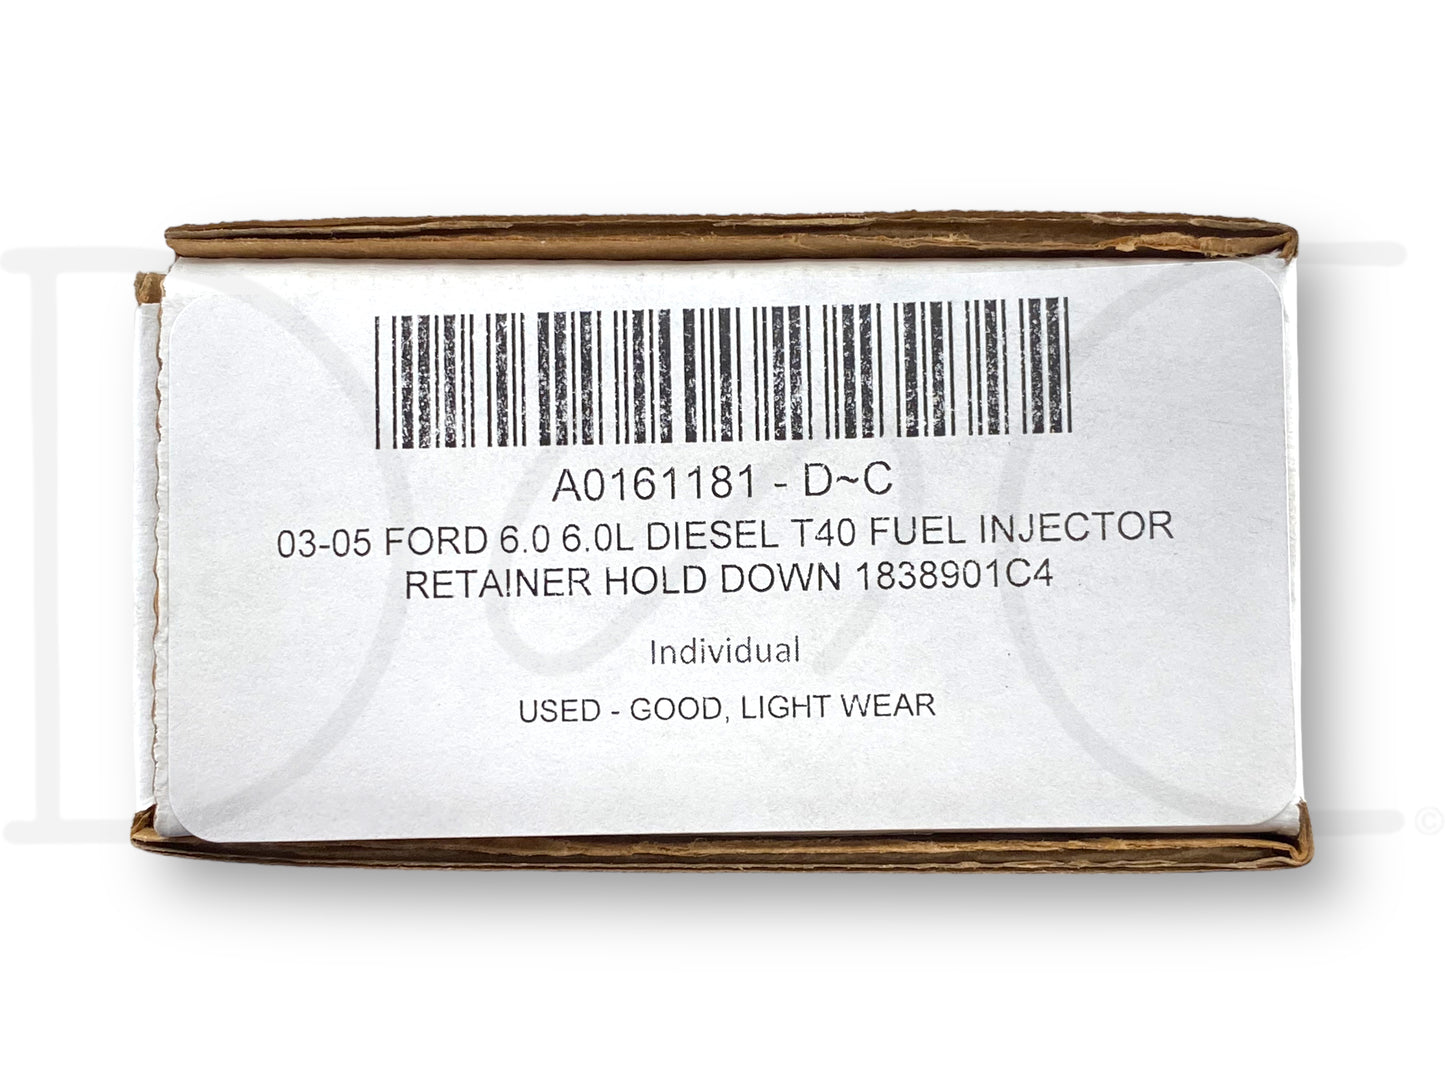 A0161181 - D~C
03-05 FORD 6.0 6.0L DIESEL T40 FUEL INJECTOR
RETAINER HOLD DOWN 1838901C4
Individual
USED - GOOD, LIGHT WEAR
©